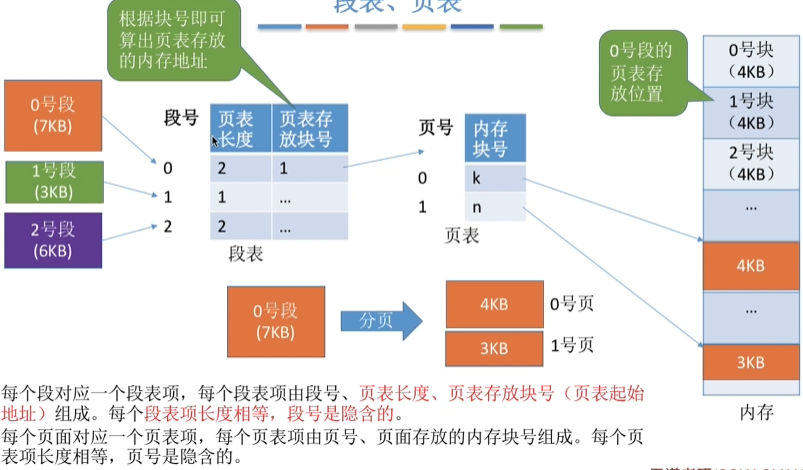 段表、页表
根据块号即可
算出页表存放
的内存地址
0号段
(7KB)
1号段
(3KB)
2号段
(6KB)
段号
页表
长度
页表存
放块号
0
2
1
1
1
...
2
2
...
段表
页号
内存
块号
0
k
1
n
页表
0号段的
页表存
放位置
0号块
（4KB）
1号块
（4KB）
2号块
（4KB）
...
4KB
...
3KB
内存
0号段
(7KB)
分页
4KB
0号页
3KB
1号页
每个段对应一个段表项，每个段表项由段号、页表长度、页表存放块号（页表起始
地址）组成。每个段表项长度相等，段号是隐含的。
每个页面对应一个页表项，每个页表项由页号、页面存放的内存块号组成。每个页
表项长度相等，页号是隐含的。